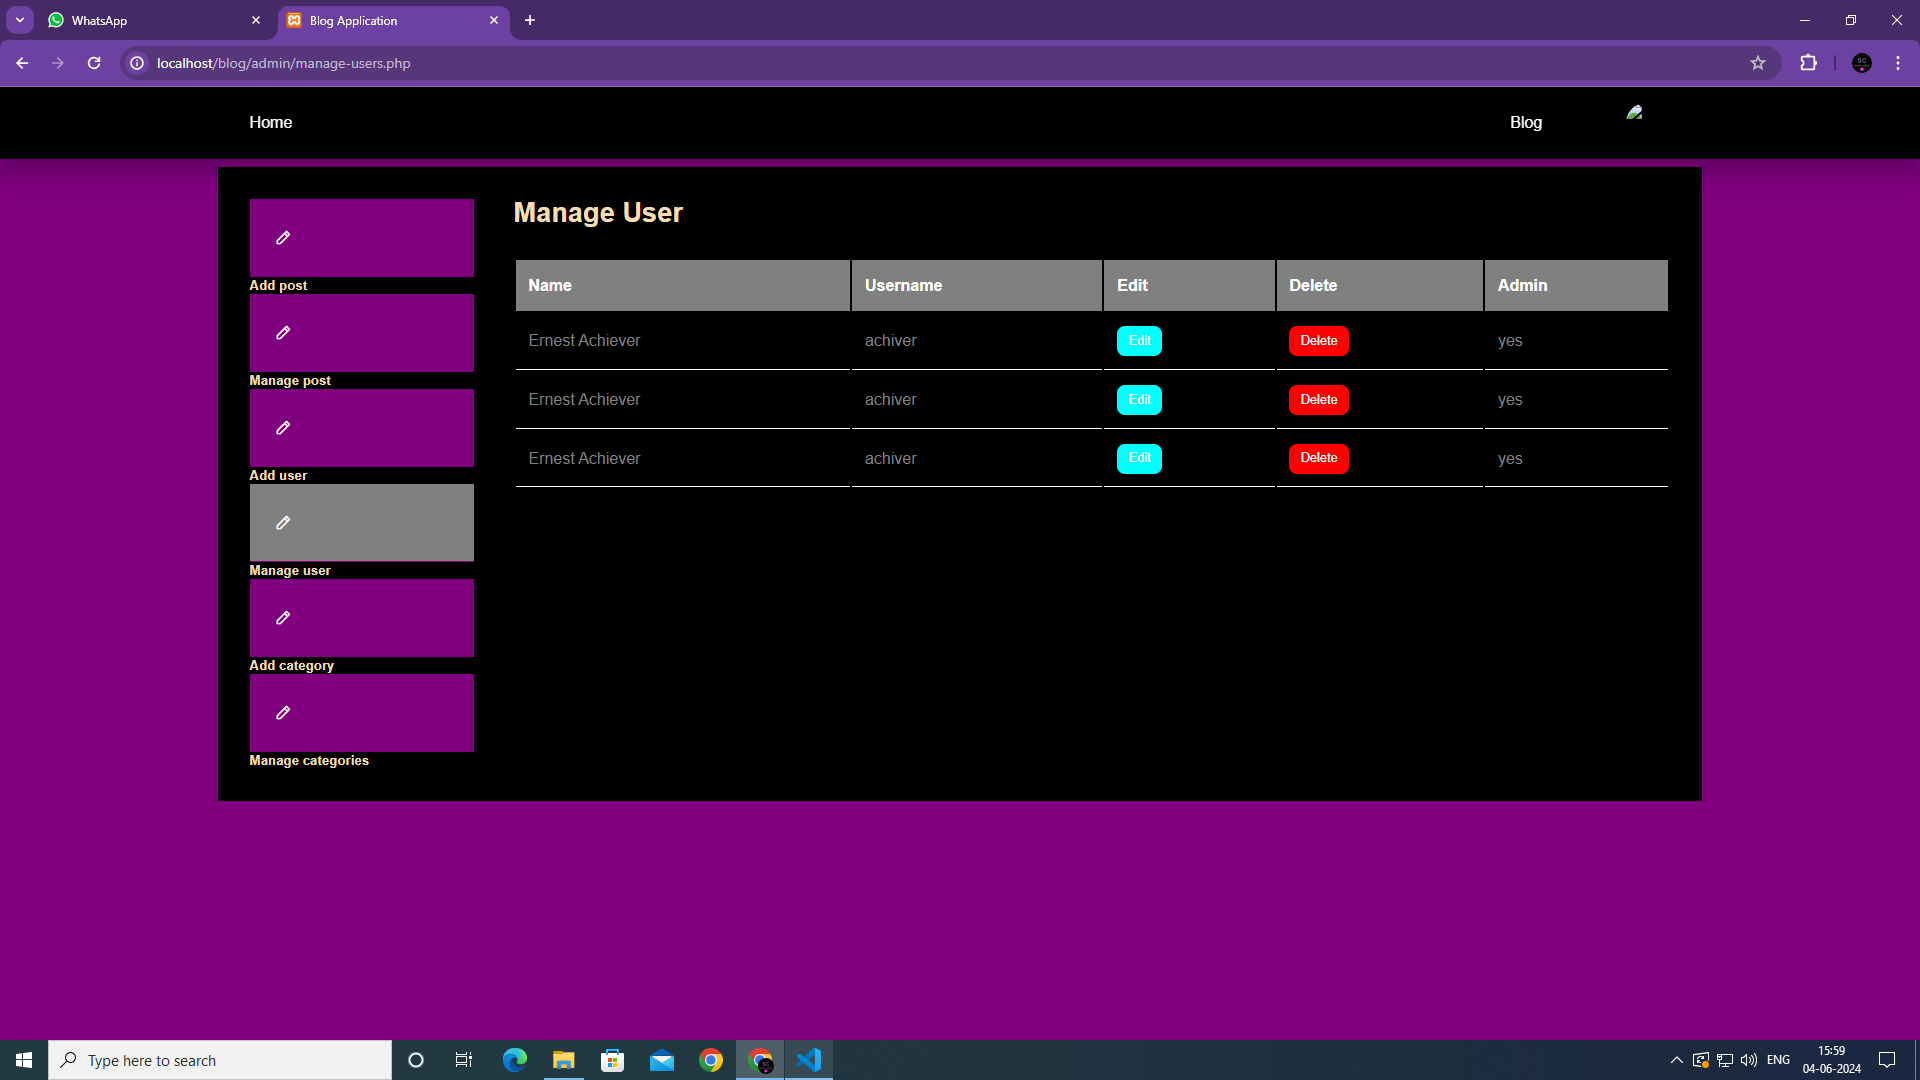 WhatsApp
Blog Application
localhost/blog/admin/manage-users.php
Home
Blog
Add post
Manage post
Add user
Manage user
Add category
Manage categories
Manage User
Name Username Edit Delete Admin
Ernest Achiever achiver Edit Delete yes
Ernest Achiever achiver Edit Delete yes
Ernest Achiever achiver Edit Delete yes
Type here to search
ENG
15:59
04-06-2024